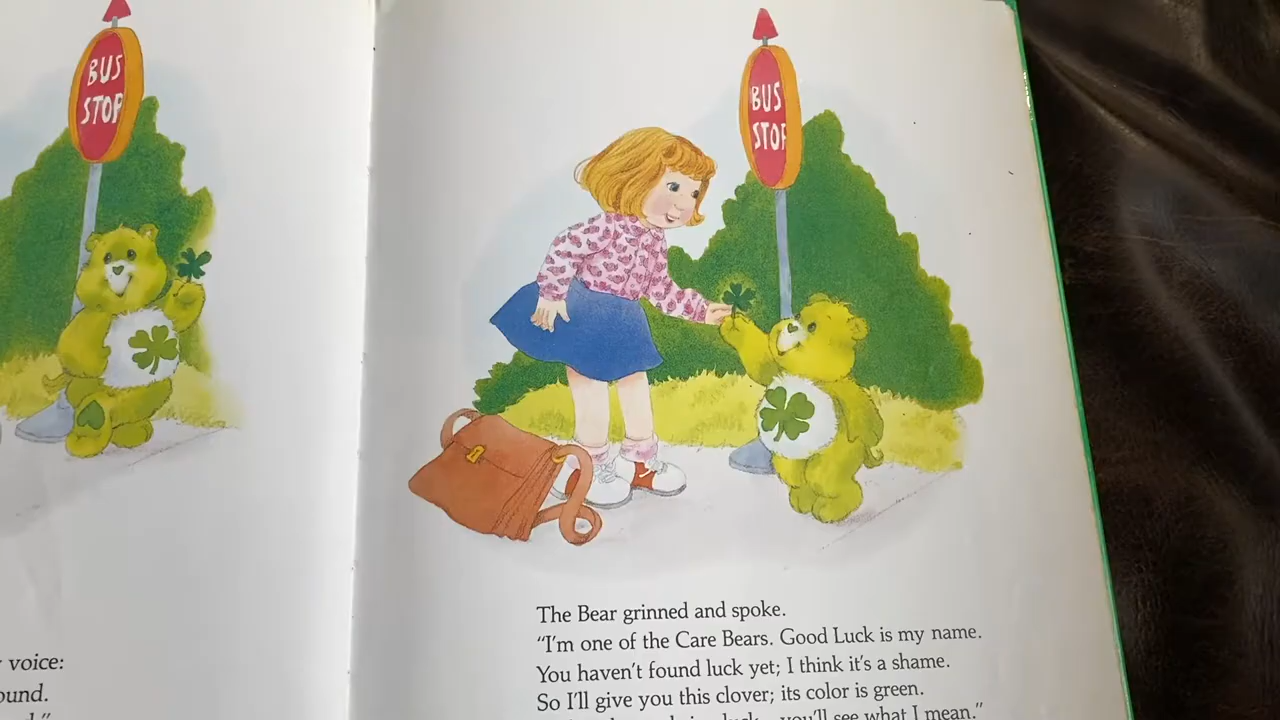 BUS
STOP
voice:
ound.
BUS
STOP
The Bear grinned and spoke.
"I'm one of the Care Bears. Good Luck is my name.
You haven't found luck yet; I think it's a shame.
So I'll give you this clover; its color is green.
you'll see what I mean."